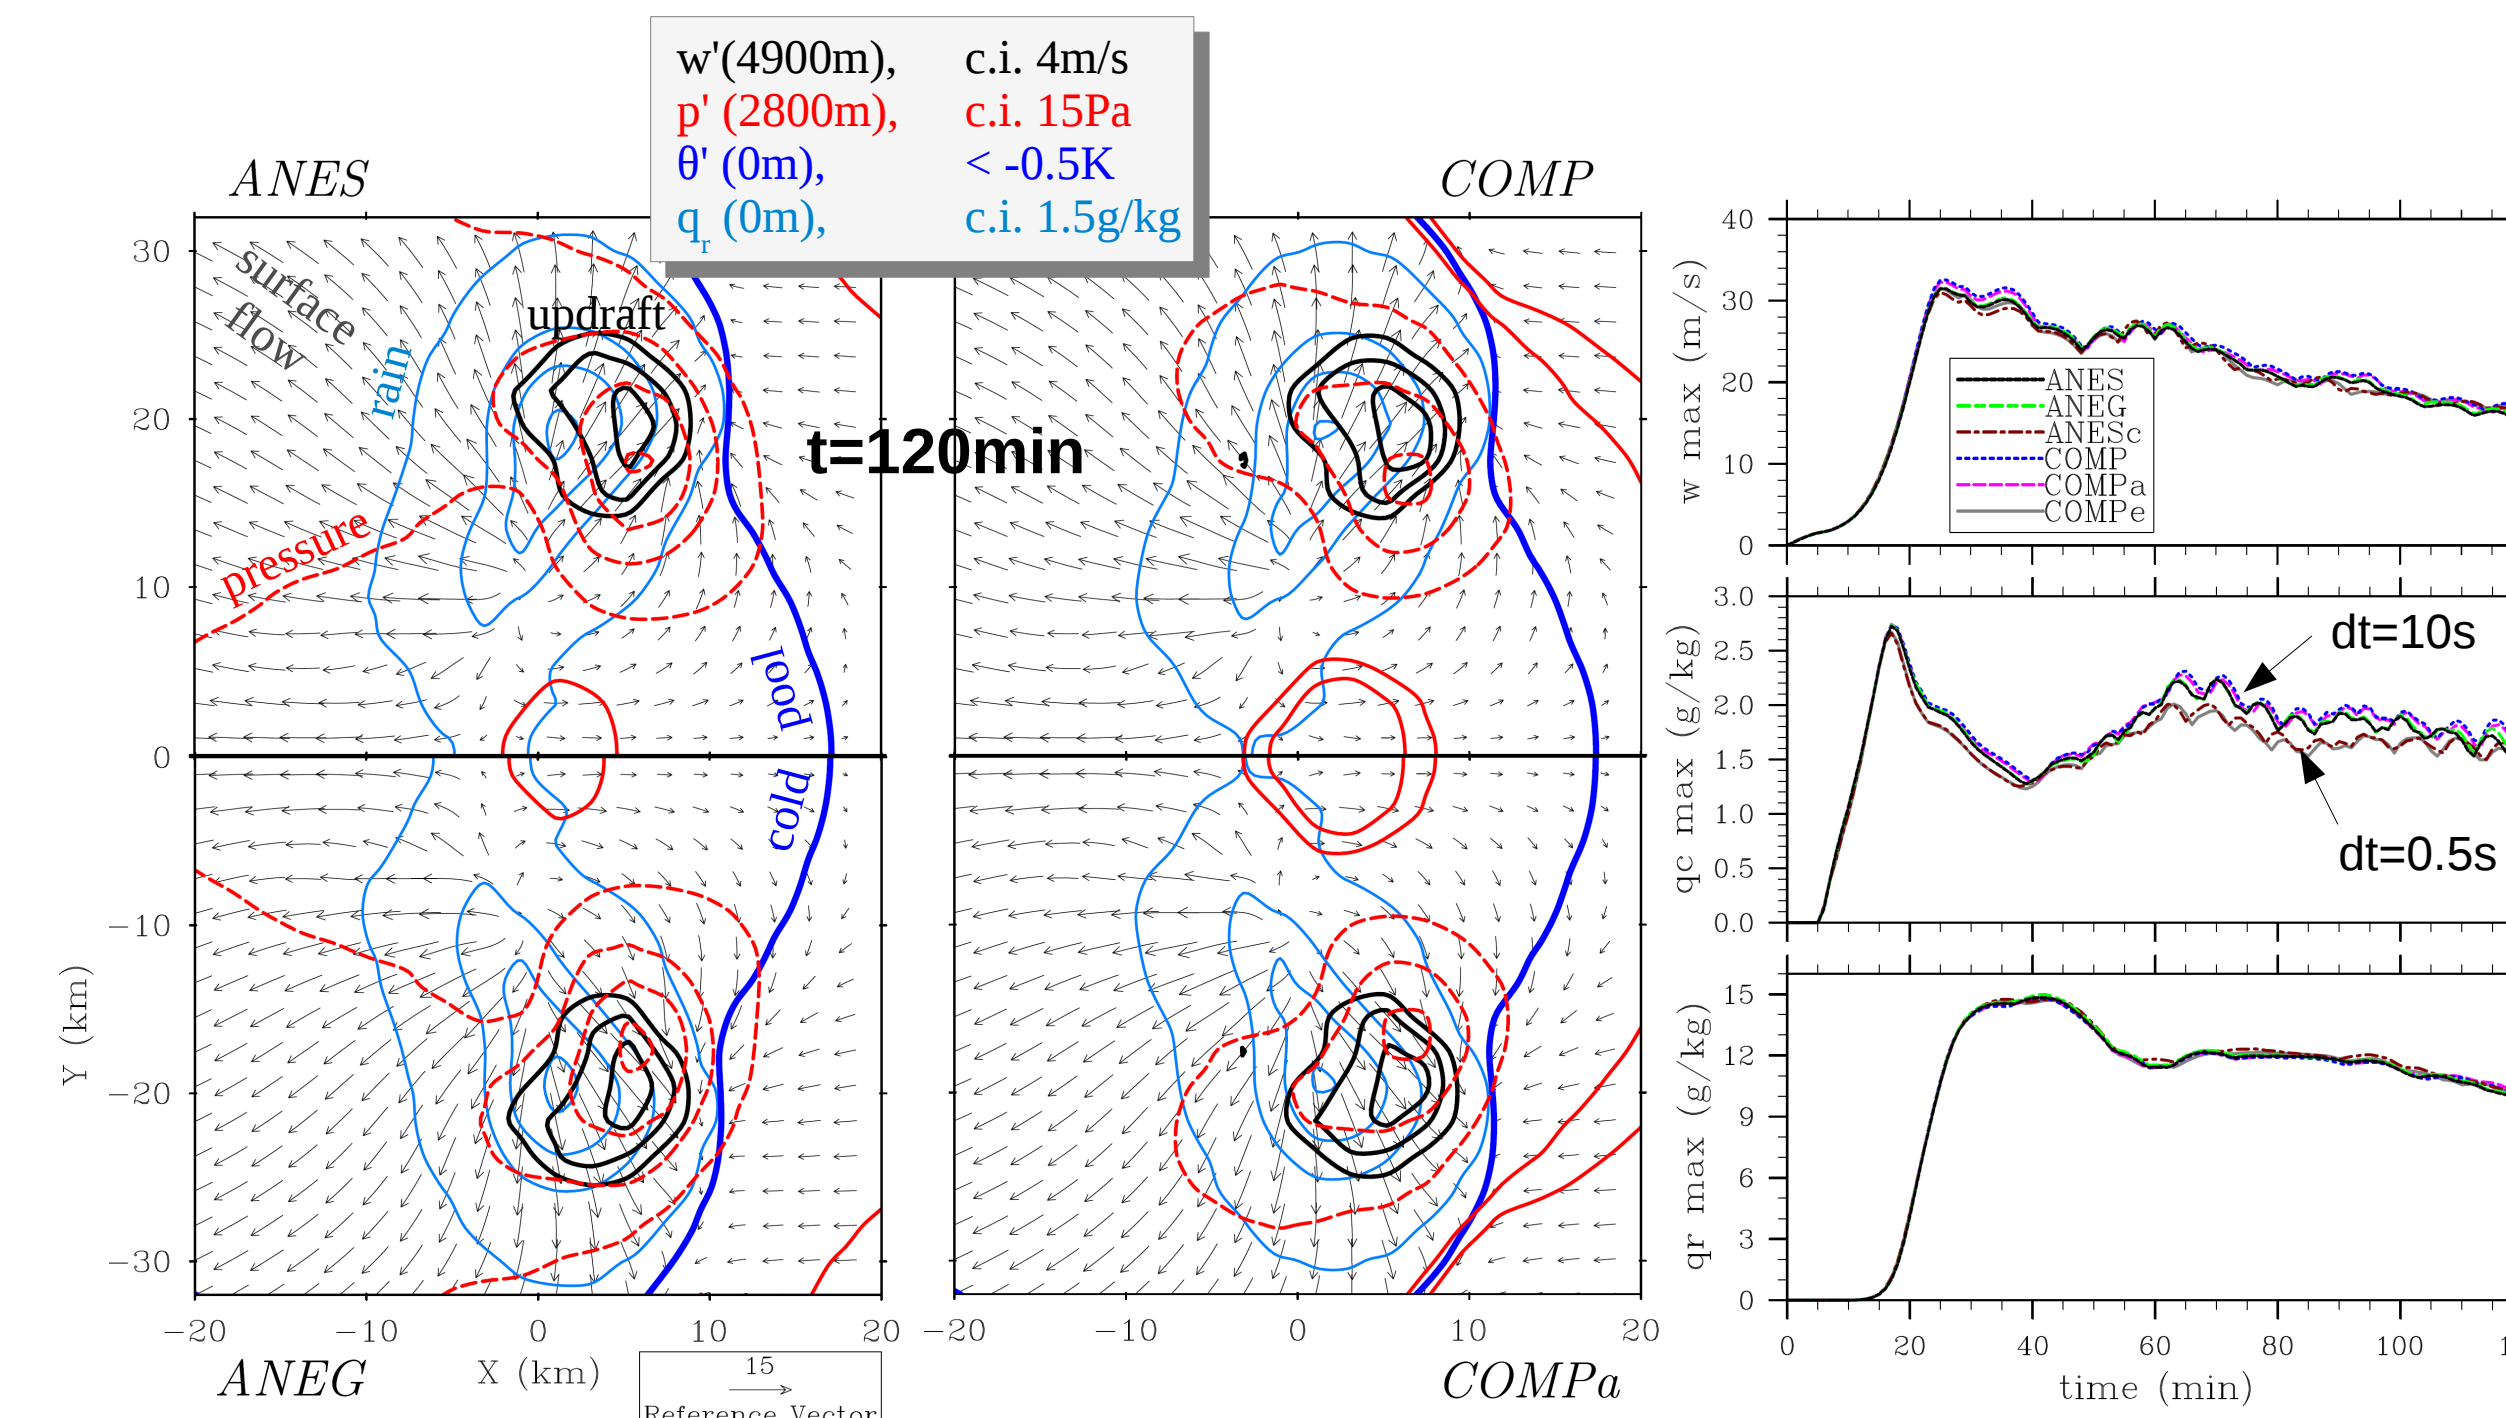 w'(4900m), c.i. 4m/s
p' (2800m), c.i. 15Pa
θ' (0m), < -0.5K
qr (0m), c.i. 1.5g/kg
ANES
COMP
surface
flow
updraft
rain
t=120min
pressure
cold pool
30
20
10
0
−10
−20
−30
Y (km)
−20 −10 0 10 20
−20 −10 0 10 20
X (km)
ANEG
COMPa
15
Reference Vector
40
30
20
10
0
w max (m/s)
ANES
ANEG
ANESc
COMP
COMPa
COMPe
3.0
2.5
2.0
1.5
1.0
0.5
0.0
qc max (g/kg)
dt=10s
dt=0.5s
15
12
9
6
3
0
qr max (g/kg)
0 20 40 60 80 100
time (min)